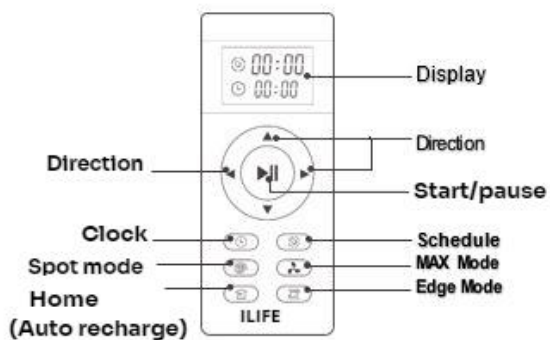 00:00
Display
00:00
Direction
Direction
Start/pause
Clock
Schedule
Spot mode
MAX Mode
Home
(Auto recharge)
Edge Mode
ILIFE